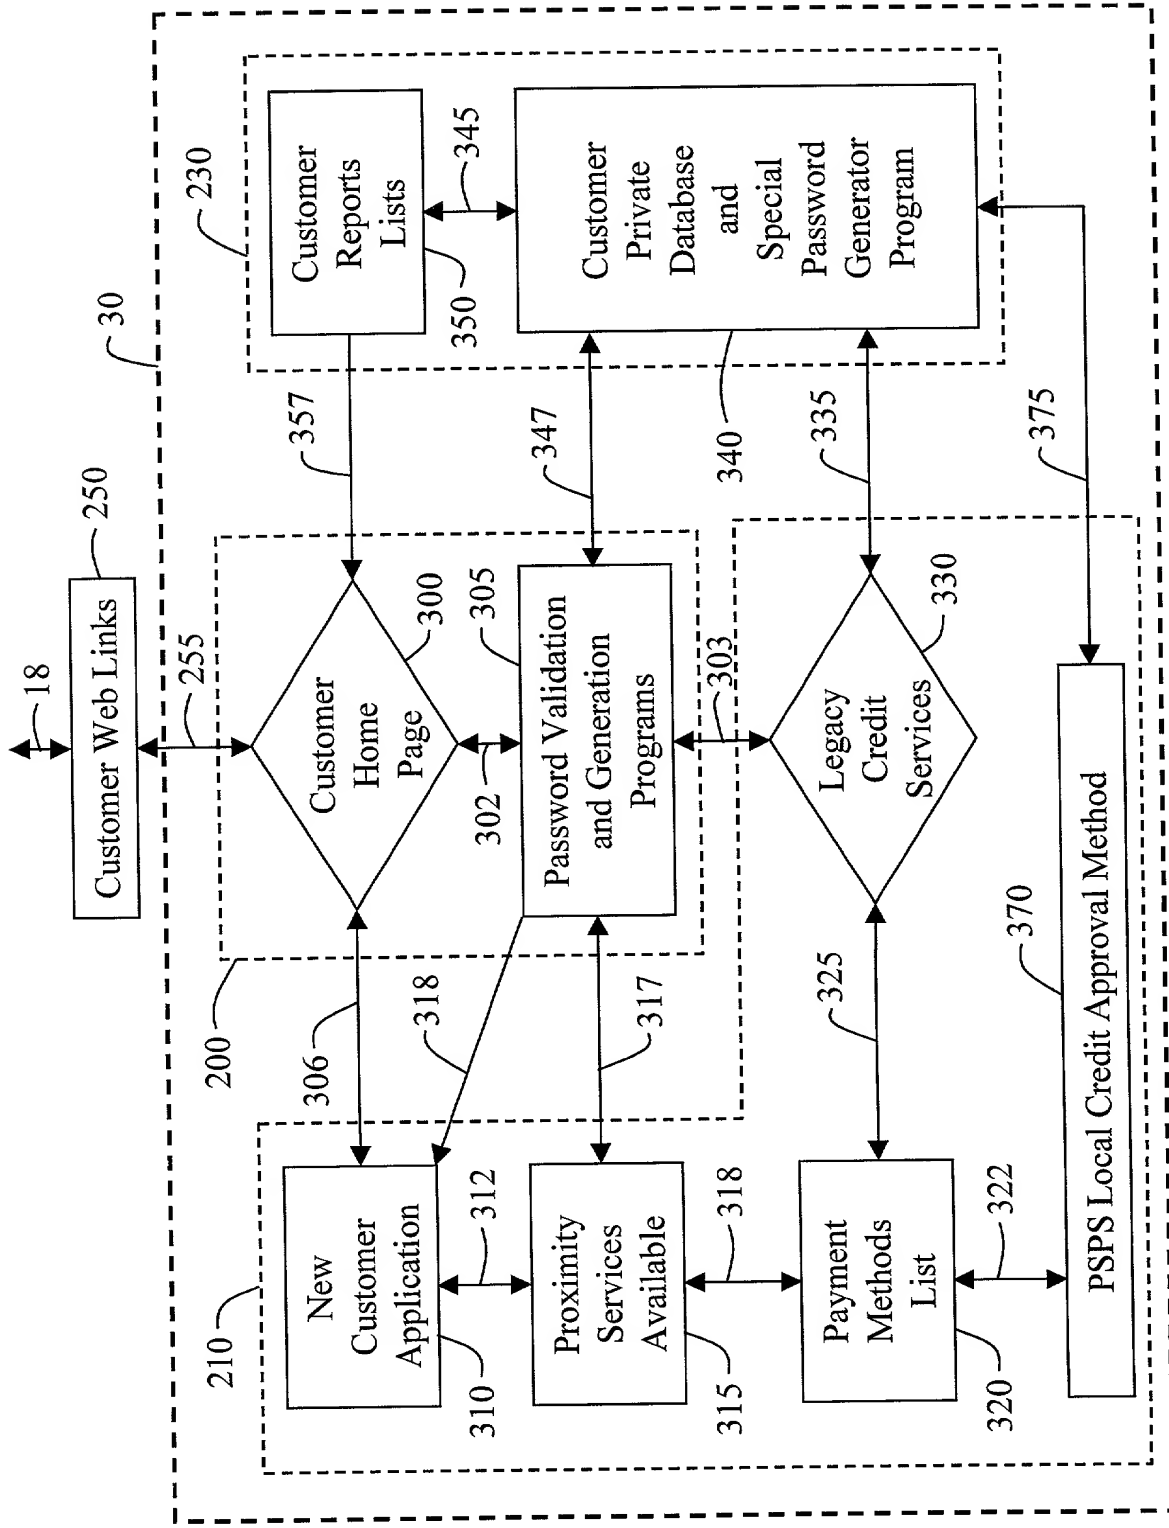 18
Customer Web Links
250
255
30
230
Customer
Reports
Lists
350
345
Customer
Private
Database
and
Special
Password
Generator
Program
340
357
347
335
375
200
Customer
Home
Page
300
302
305
Password Validation
and Generation
Programs
303
306
318
317
210
New
Customer
Application
310
312
Proximity
Services
Available
315
318
Payment
Methods
List
320
322
325
Legacy
Credit
Services
330
370
PSPS Local Credit Approval Method